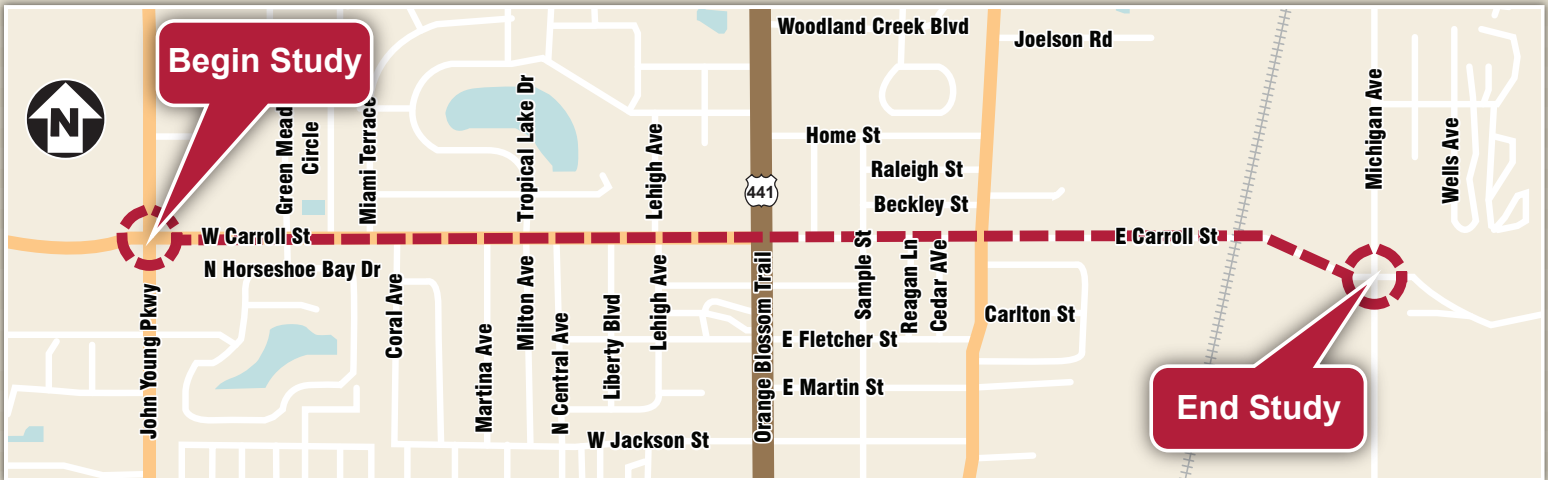 Woodland Creek Blvd
Joelson Rd
Begin Study
N
Green Mead
Circle
Miami Terrace
Tropical Lake Dr
Lehigh Ave
Home St
Raleigh St
Beckley St
441
Michigan Ave
Wells Ave
W Carroll St
E Carroll St
N Horseshoe Bay Dr
John Young Pkwy
Coral Ave
Martina Ave
Milton Ave
N Central Ave
Liberty Blvd
Lehigh Ave
Orange Blossom Trail
Sample St
Reagan Ln
Cedar AVe
Carlton St
E Fletcher St
E Martin St
W Jackson St
End Study